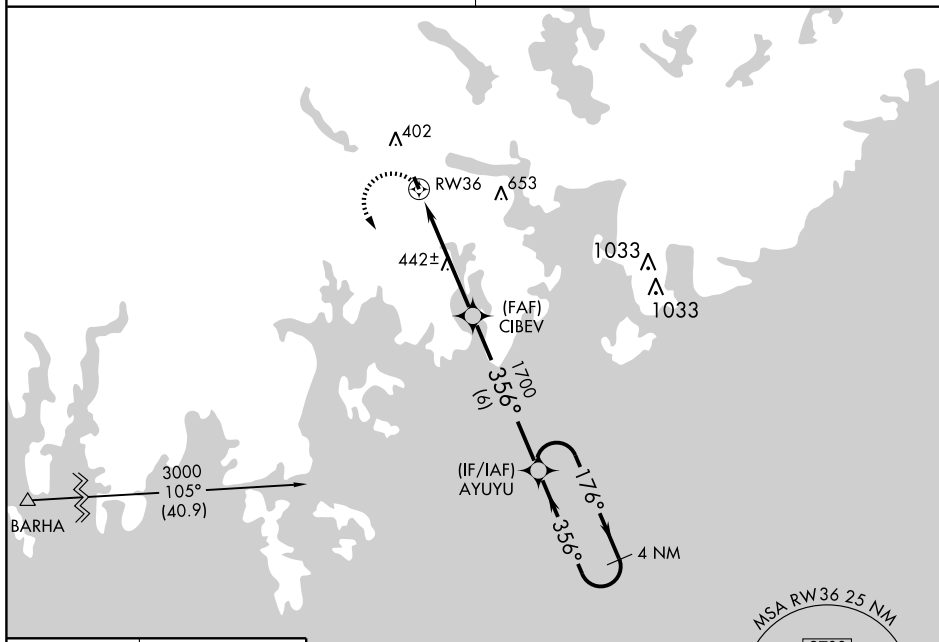 402
RW36
653
442±
1033
1033
(FAF)
CIBEV
1700
356°
(6)
(IF/IAF)
AYUYU
176°
356°
4 NM
3000
105°
(40.9)
BARHA
MSA RW36 25 NM